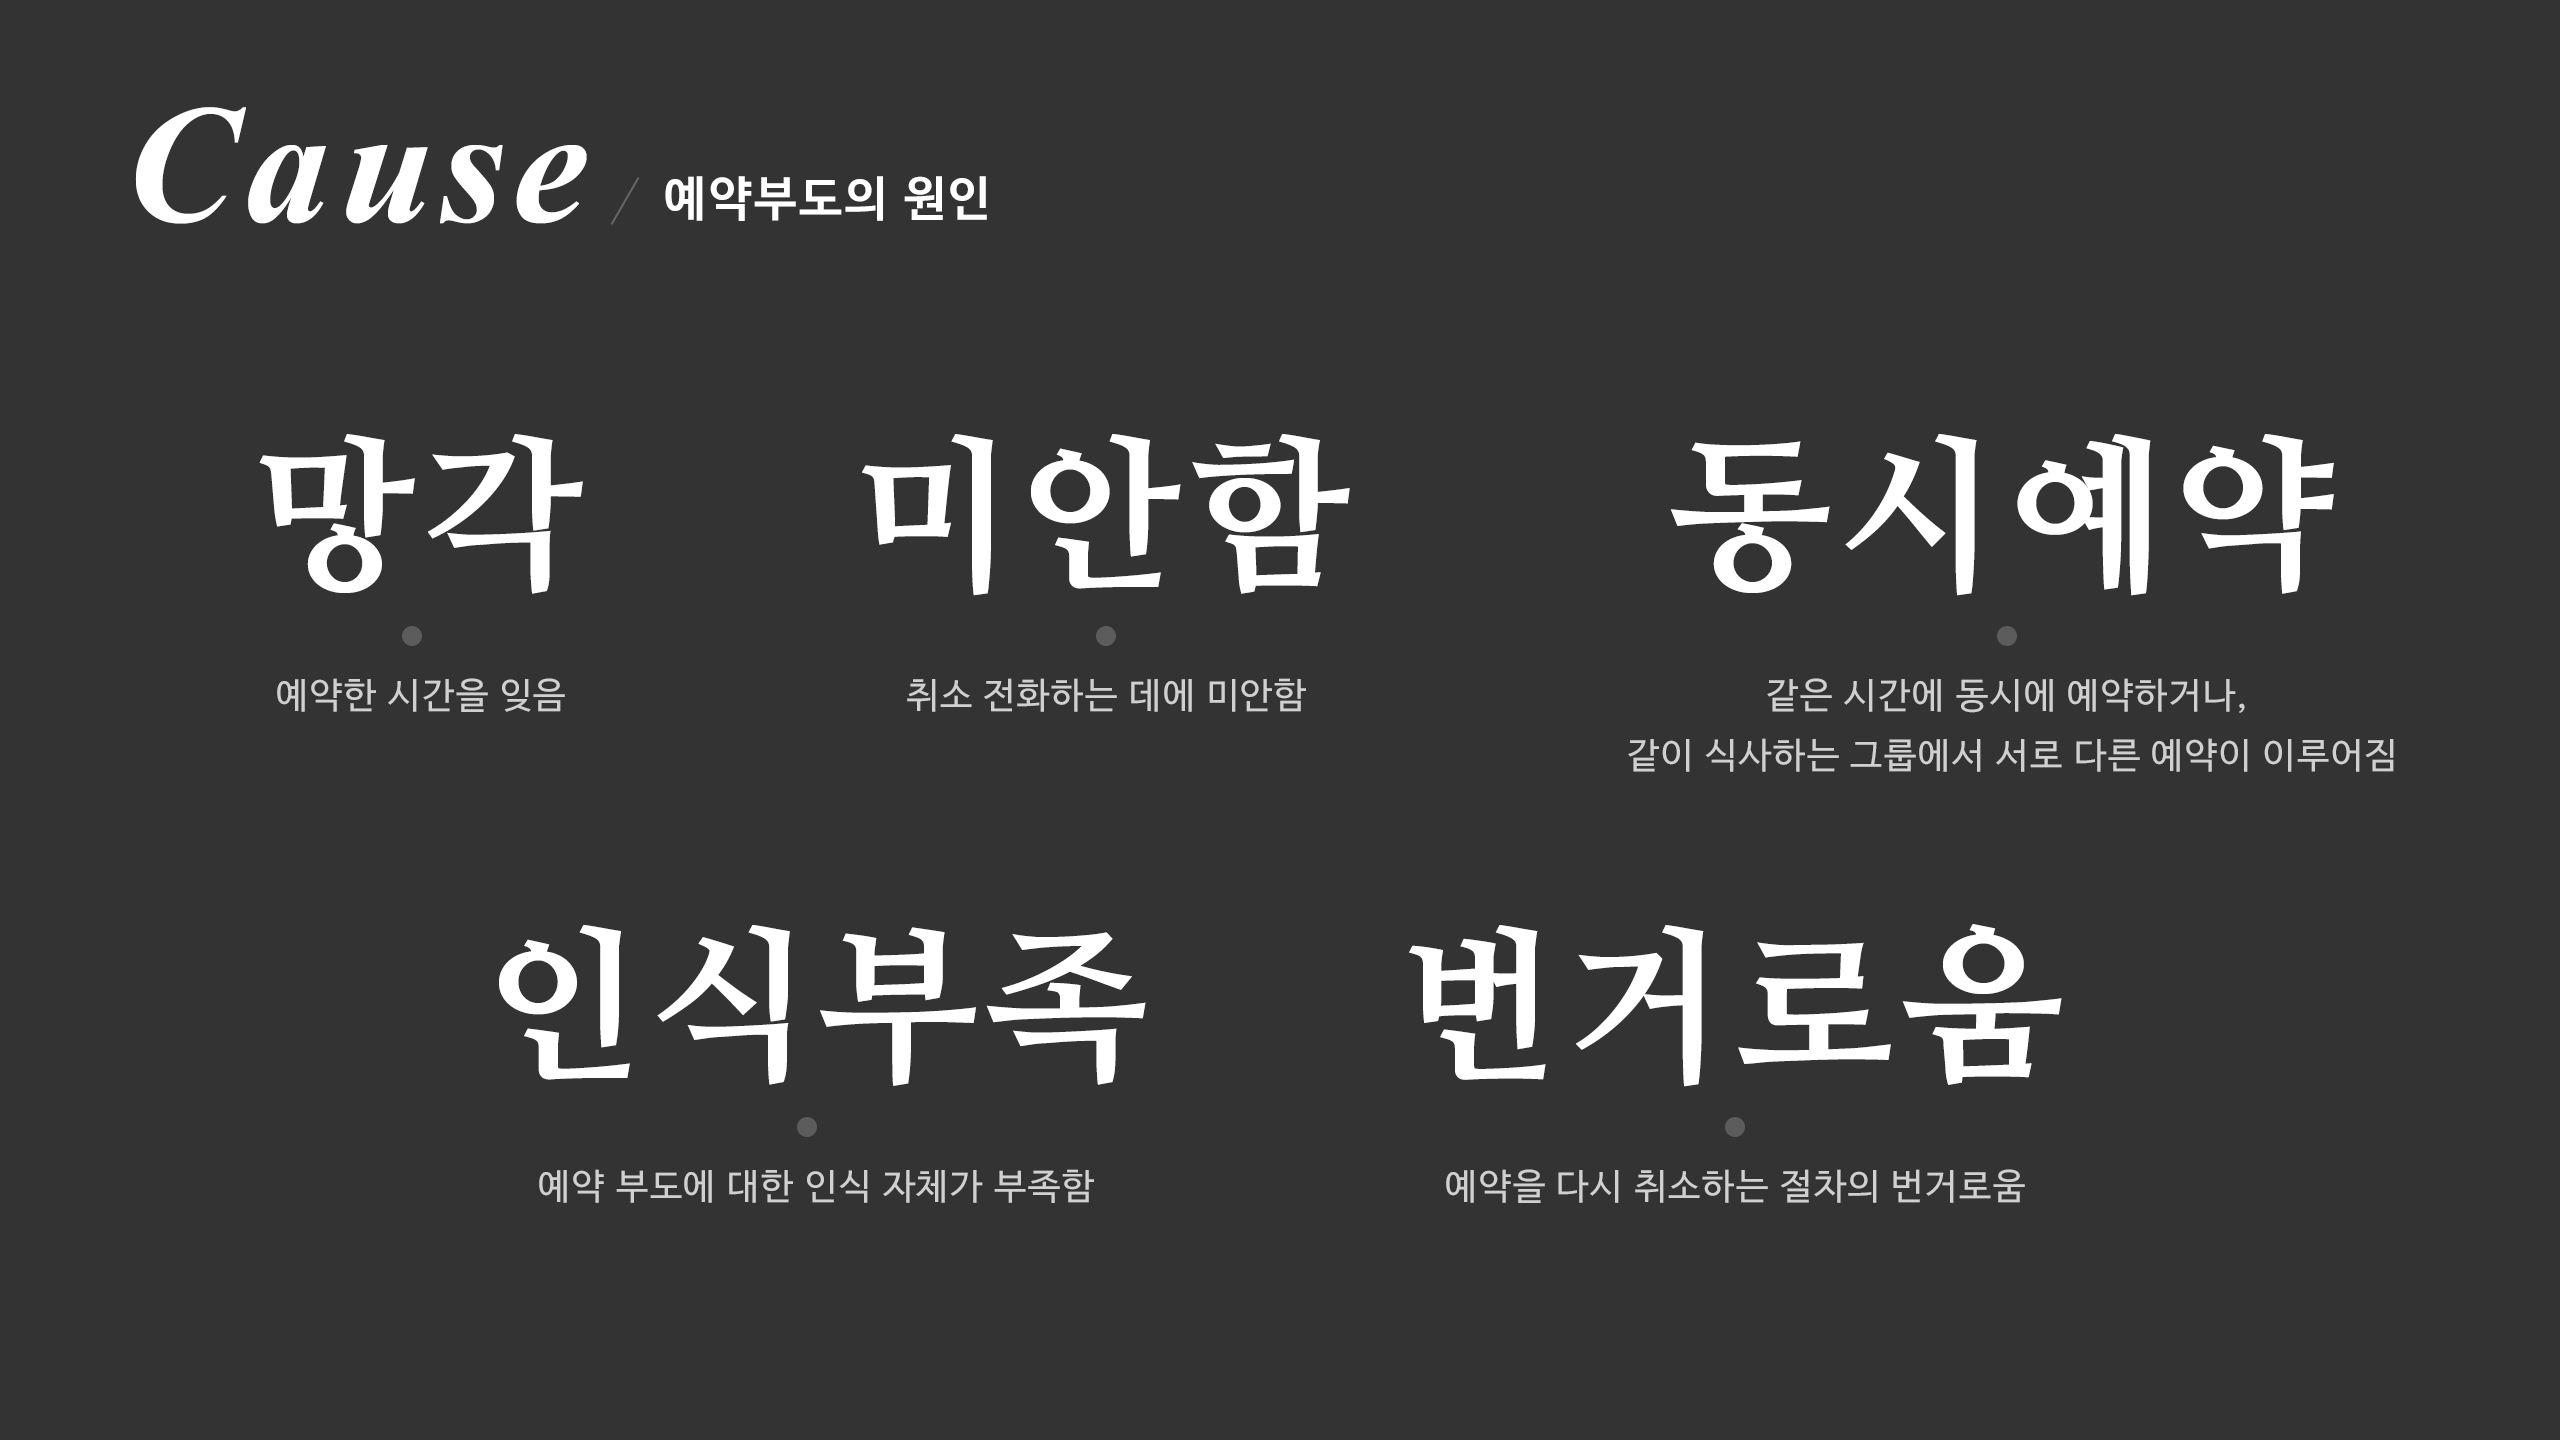 Cause / 예약부도의 원인
망각
예약한 시간을 잊음
미안함
취소 전화하는 데에 미안함
동시예약
같은 시간에 동시에 예약하거나,
같이 식사하는 그룹에서 서로 다른 예약이 이루어짐
인식부족
예약 부도에 대한 인식 자체가 부족함
번거로움
예약을 다시 취소하는 절차의 번거로움